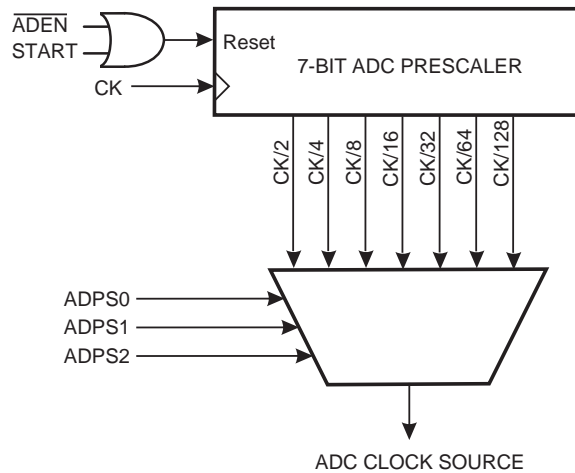 ADEN
START
Reset
7-BIT ADC PRESCALER
CK
CK/2
CK/4
CK/8
CK/16
CK/32
CK/64
CK/128
ADPS0
ADPS1
ADPS2
ADC CLOCK SOURCE